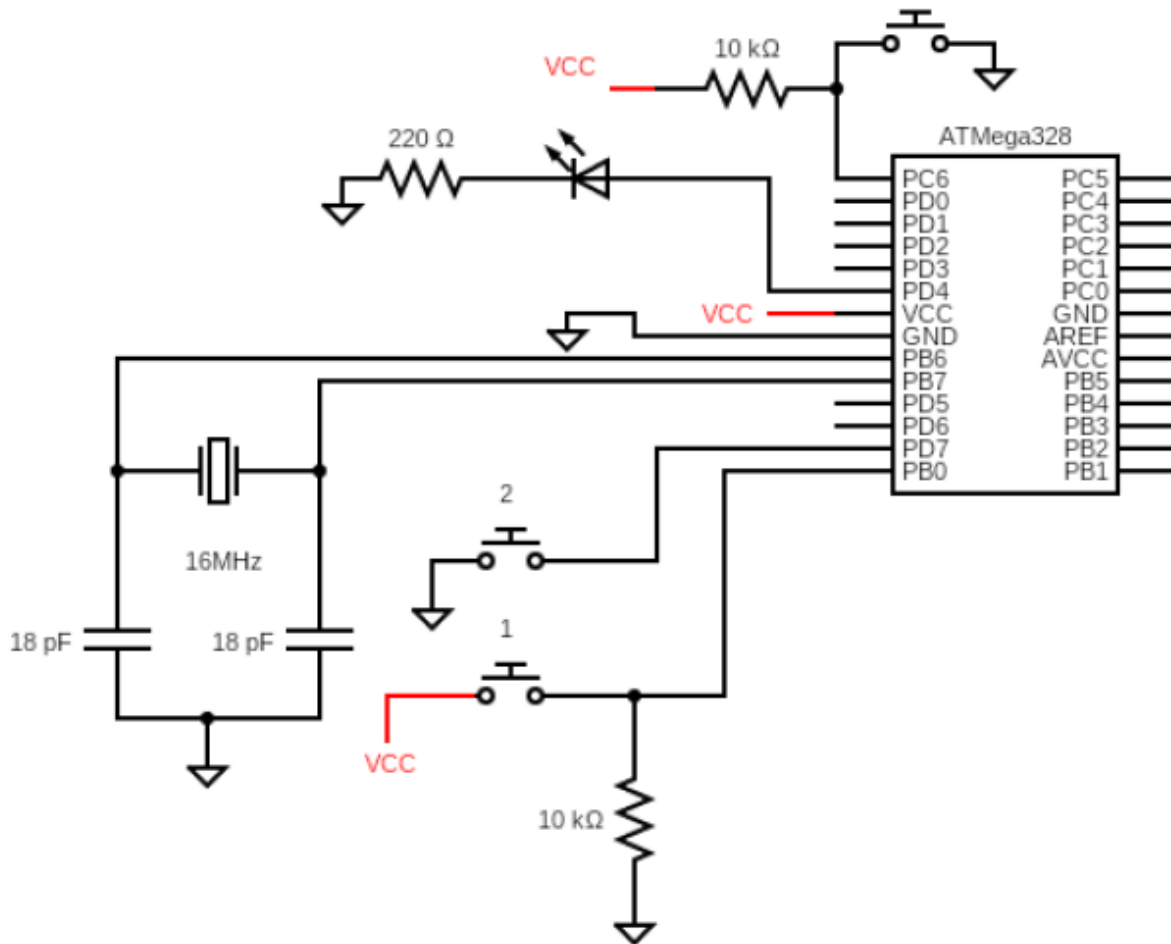 10 kΩ
VCC
220 Ω
ATMega328
PC6 PC5
PD0 PC4
PD1 PC3
PD2 PC2
PD3 PC1
PD4 PC0
VCC
VCC GND
GND AREF
PB6 AVCC
PB7 PB5
PD5 PB4
PD6 PB3
PD7 PB2
PB0 PB1
2
16MHz
1
18 pF
18 pF
VCC
10 kΩ